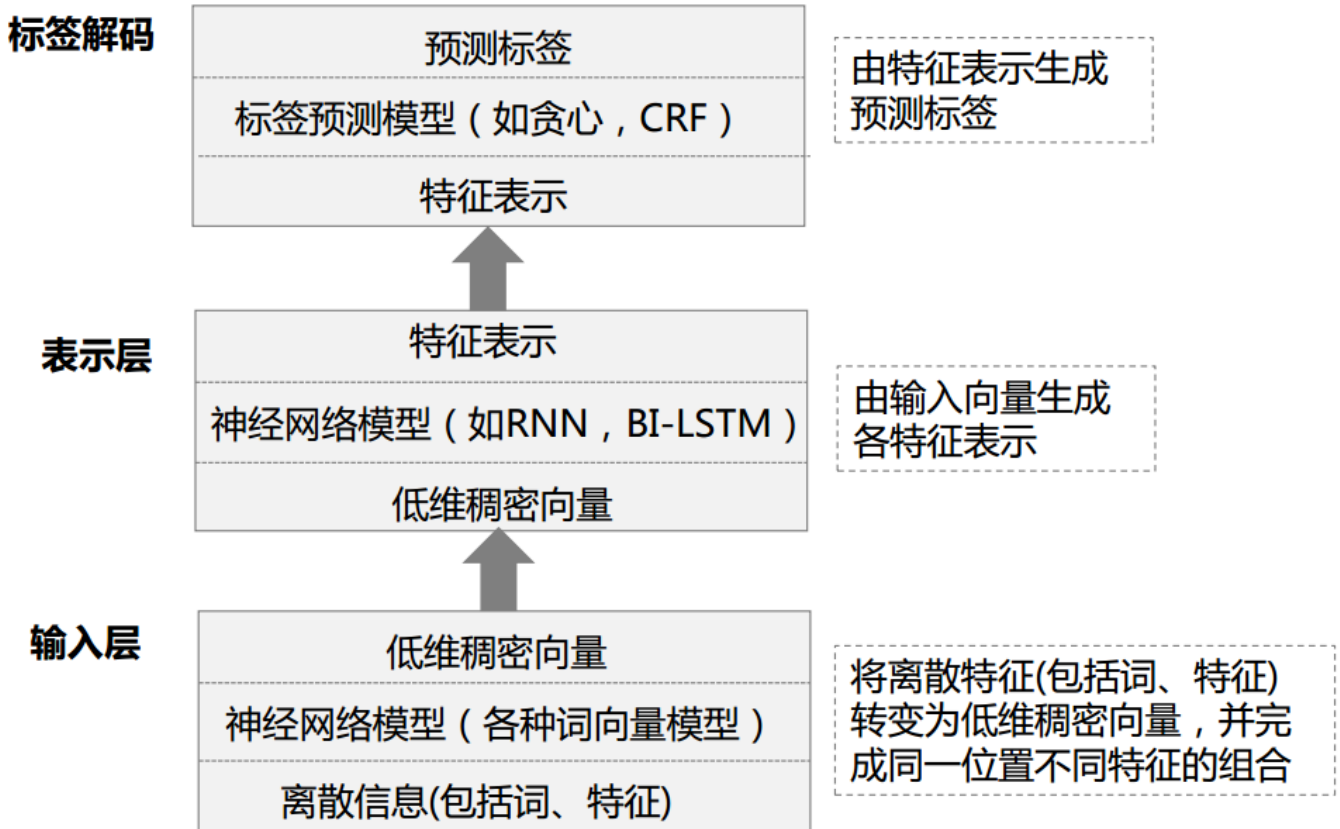 标签解码
预测标签
标签预测模型（如贪心，CRF）
特征表示
由特征表示生成
预测标签
表示层
特征表示
神经网络模型（如RNN，BI-LSTM）
低维稠密向量
由输入向量生成
各特征表示
输入层
低维稠密向量
神经网络模型（各种词向量模型）
离散信息(包括词、特征)
将离散特征(包括词、特征)
转变为低维稠密向量，并完
成同一位置不同特征的组合